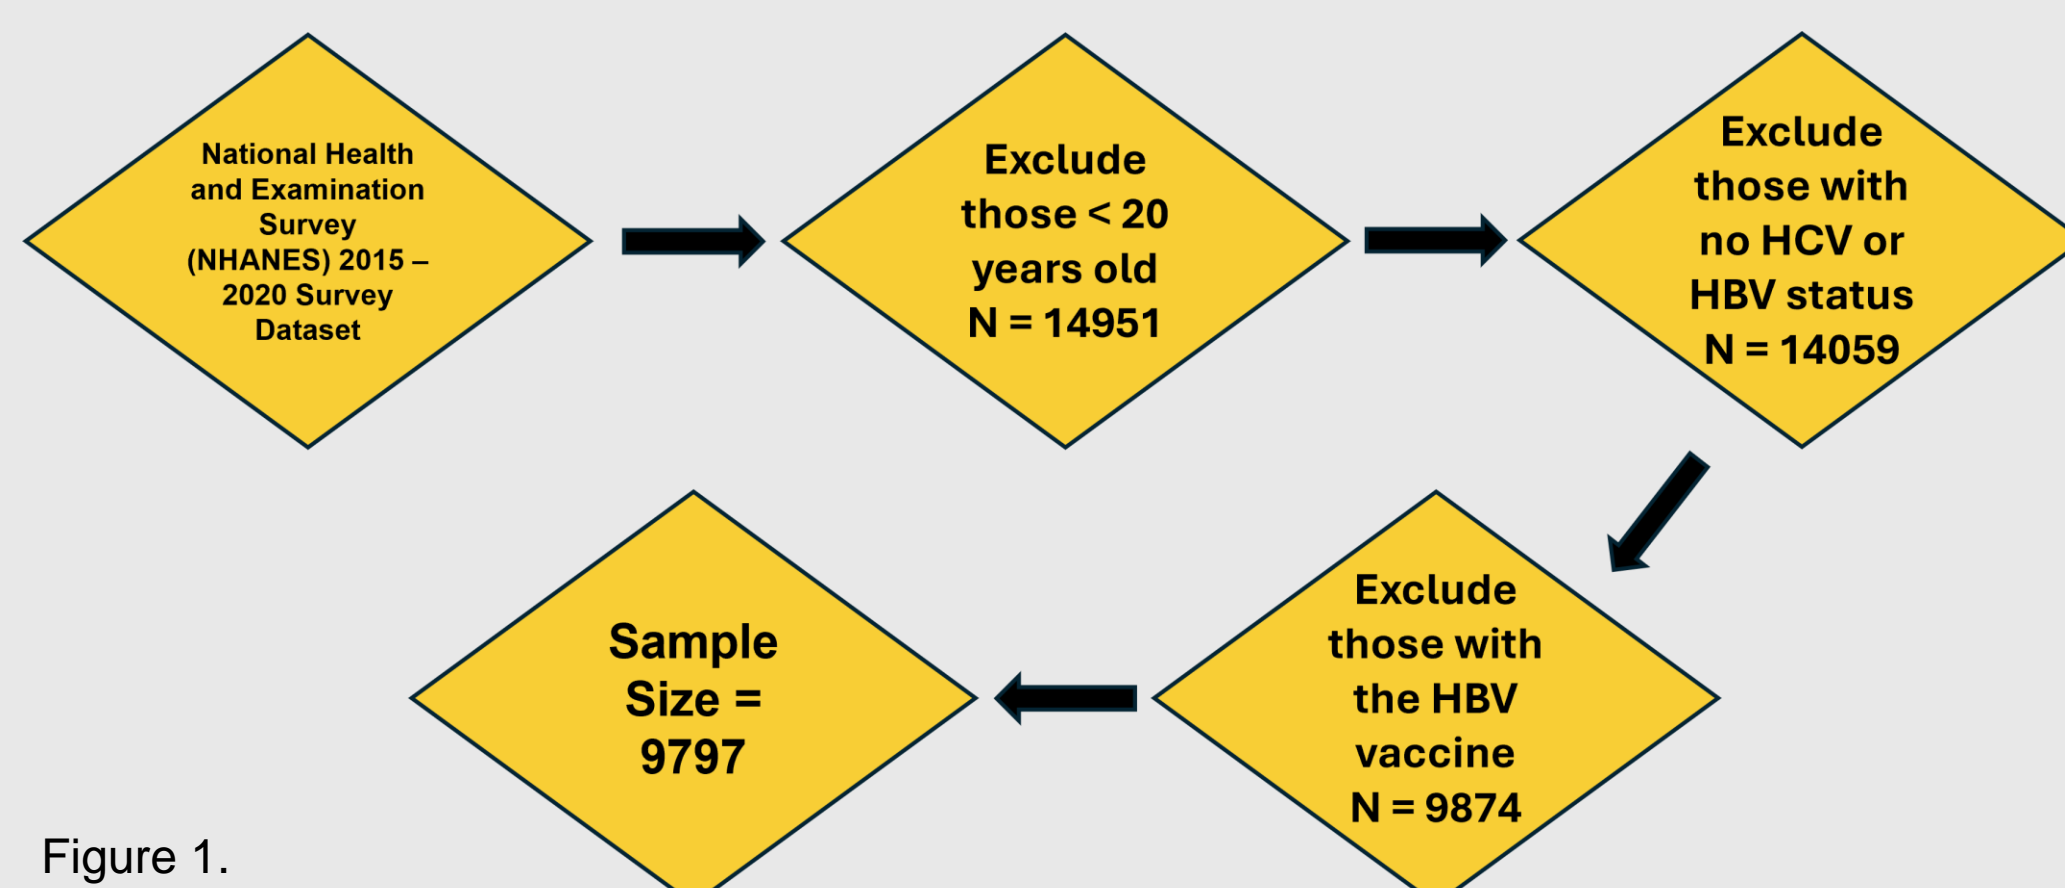 National Health
and Examination
Survey
(NHANES) 2015 –
2020 Survey
Dataset
Exclude
those < 20
years old
N = 14951
Exclude
those with
no HCV or
HBV status
N = 14059
Exclude
those with
the HBV
vaccine
N = 9874
Sample
Size =
9797
Figure 1.